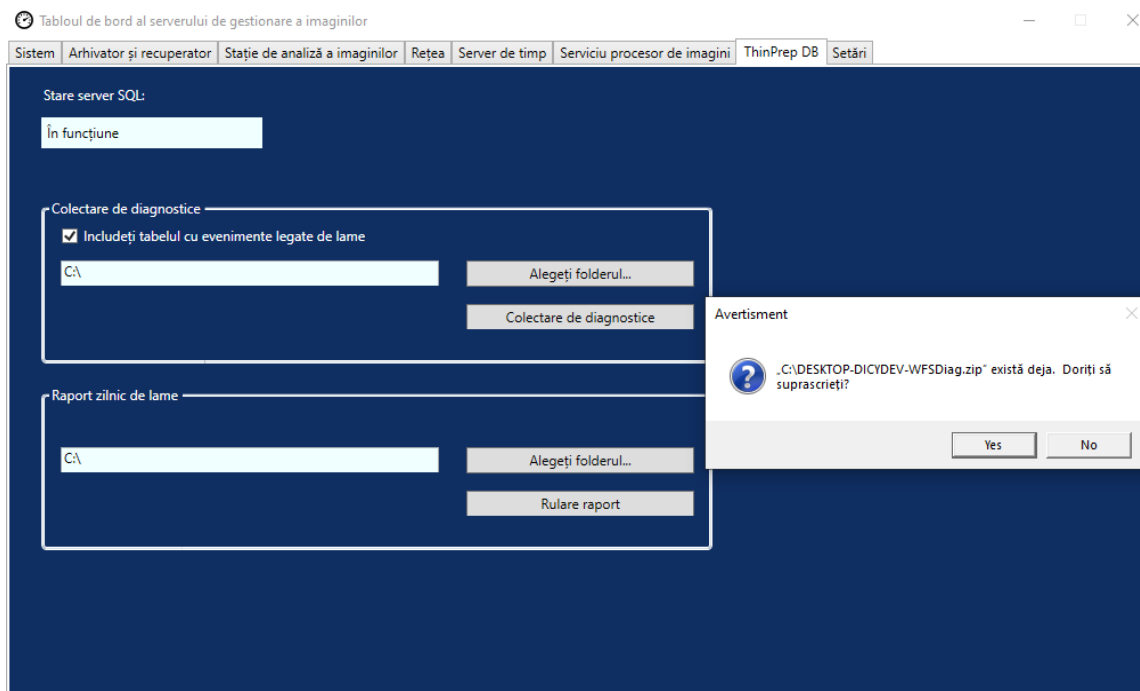 Tabloul de bord al serverului de gestionare a imaginilor
Sistem Arhivator și recuperator Stație de analiză a imaginilor Rețea Server de timp Serviciu procesor de imagini ThinPrep DB Setări
Stare server SQL:
În funcțiune
Colectare de diagnostice
Includeți tabelul cu evenimente legate de lame
C:\ Alegeți folderul...
Colectare de diagnostice
Avertisment
„C:\DESKTOP-DICYDEV-WFSDiag.zip” există deja. Doriți să
suprascrieți?
Yes No
Raport zilnic de lame
C:\ Alegeți folderul...
Rulare raport